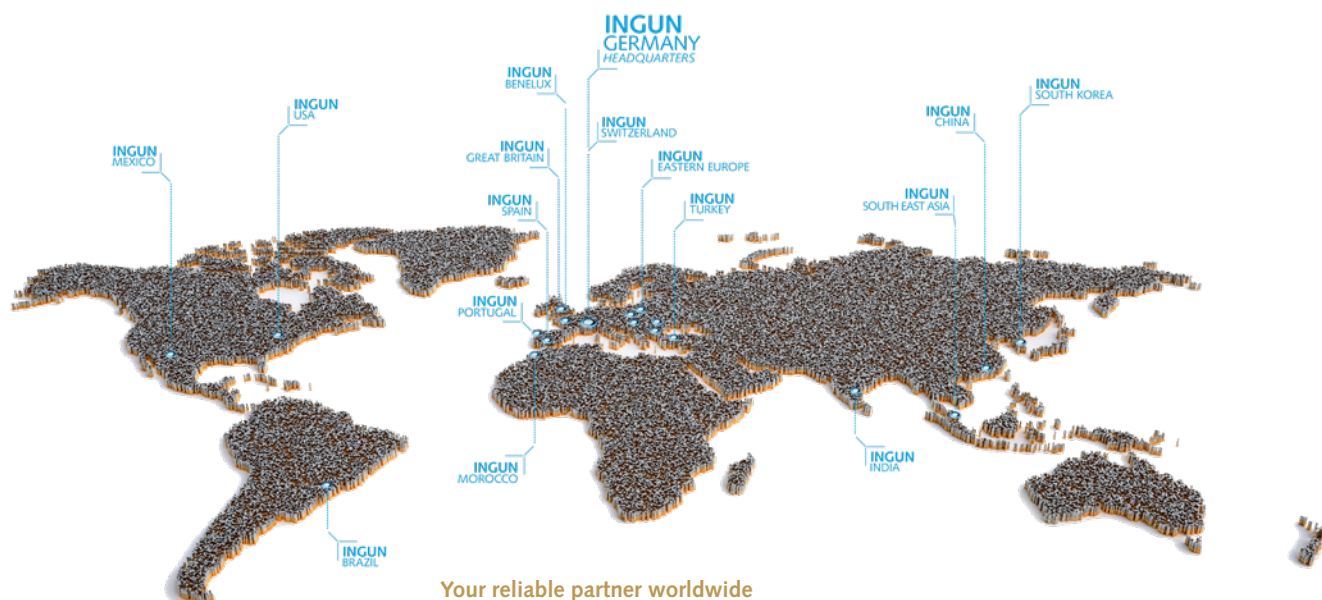 INGUN
GERMANY
HEADQUARTERS
INGUN
BENELUX
INGUN
USA
INGUN
SOUTH KOREA
INGUN
CHINA
INGUN
SWITZERLAND
INGUN
MEXICO
INGUN
GREAT BRITAIN
INGUN
EASTERN EUROPE
INGUN
SPAIN
INGUN
TURKEY
INGUN
SOUTH EAST ASIA
INGUN
PORTUGAL
INGUN
MOROCCO
INGUN
INDIA
INGUN
BRAZIL
Your reliable partner worldwide